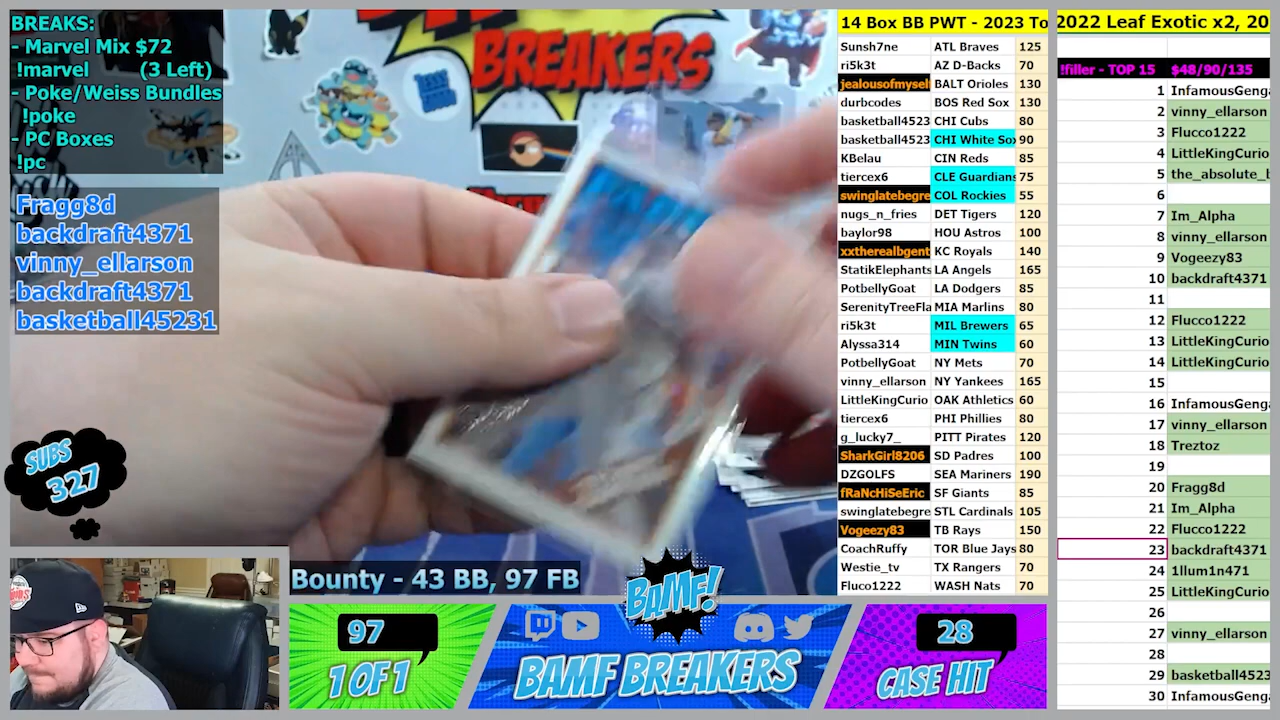 BREAKS:
- Marvel Mix $72
!marvel (3 Left)
- Poke/Weiss Bundles
!poke
- PC Boxes
!pc
Fragg8d
backdraft4371
vinny_ellarson
backdraft4371
basketball45231
SUBS
327
BREAKERS
Bounty - 43 BB, 97 FB
97
1 OF 1
BAMF!
BAMF BREAKERS
28
CASE HIT
14 Box BB PWT - 2023 To
Sunsh7ne ATL Braves 125
ri5k3t AZ D-Backs 70
jealousofmysel BALT Orioles 130
durbcodes BOS Red Sox 130
basketball4523 CHI Cubs 80
basketball4523 CHI White Sox 90
KBelau CIN Reds 85
tiercex6 CLE Guardians 75
swinglatebegre COL Rockies 55
nugs_n_fries DET Tigers 120
baylor98 HOU Astros 100
xxtherealbgent KC Royals 140
StatikElephants LA Angels 165
PotbellyGoat LA Dodgers 85
SerenityTreeFla MIA Marlins 80
ri5k3t MIL Brewers 65
Alyssa314 MIN Twins 60
PotbellyGoat NY Mets 70
vinny_ellarson NY Yankees 165
LittleKingCurio OAK Athletics 60
tiercex6 PHI Phillies 80
g_lucky7_ PITT Pirates 120
SharkGirl8206 SD Padres 100
DZGOLFS SEA Mariners 190
fRaNcHiSeEric SF Giants 85
swinglatebegre STL Cardinals 105
Vogeezy83 TB Rays 150
CoachRuffy TOR Blue Jays 80
Westie_tv TX Rangers 70
Fluco1222 WASH Nats 70
2022 Leaf Exotic x2, 20
!filler - TOP 15 $48/90/135
1 InfamousGeng
2 vinny_ellarson
3 Flucco1222
4 LittleKingCurio
5 the_absolute_b
6
7 Im_Alpha
8 vinny_ellarson
9 Vogeezy83
10 backdraft4371
11
12 Flucco1222
13 LittleKingCurio
14 LittleKingCurio
15
16 InfamousGeng
17 vinny_ellarson
18 Treztoz
19
20 Fragg8d
21 Im_Alpha
22 Flucco1222
23 backdraft4371
24 1llum1n471
25 LittleKingCurio
26
27 vinny_ellarson
28
29 basketball4523
30 InfamousGeng